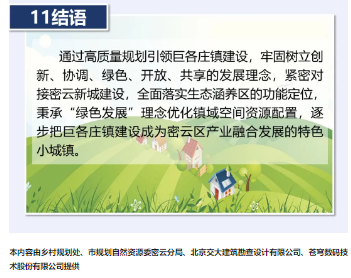 11结语
通过高质量规划引领巨各庄镇建设，牢固树立创
新、协调、绿色、开放、共享的发展理念，紧密对
接密云新城建设，全面落实生态涵养区的功能定位，
秉承“绿色发展”理念优化镇域空间资源配置，逐
步把巨各庄镇建设成为密云区产业融合发展的特色
小城镇。
本内容由乡村规划处、市规划自然资源委密云分局、北京交大建筑勘查设计有限公司、苍穹数码技
术股份有限公司提供